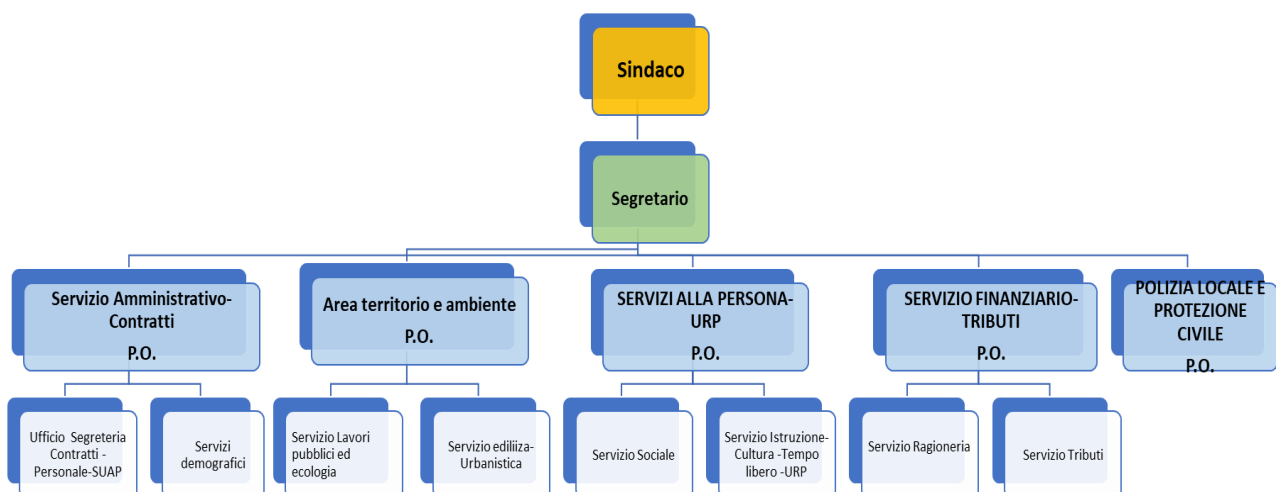 Sindaco
Segretario
Servizio Amministrativo-
Contratti
P.O.
Area territorio e ambiente
P.O.
SERVIZI ALLA PERSONA-
URP
P.O.
SERVIZIO FINANZIARIO-
TRIBUTI
P.O.
POLIZIA LOCALE E
PROTEZIONE
CIVILE
P.O.
Ufficio Segreteria
Contratti -
Personale-SUAP
Servizi
demografici
Servizio Lavori
pubblici ed
ecologia
Servizio ediliiza-
Urbanistica
Servizio Sociale
Servizio Istruzione-
Cultura -Tempo
libero -URP
Servizio Ragioneria
Servizio Tributi